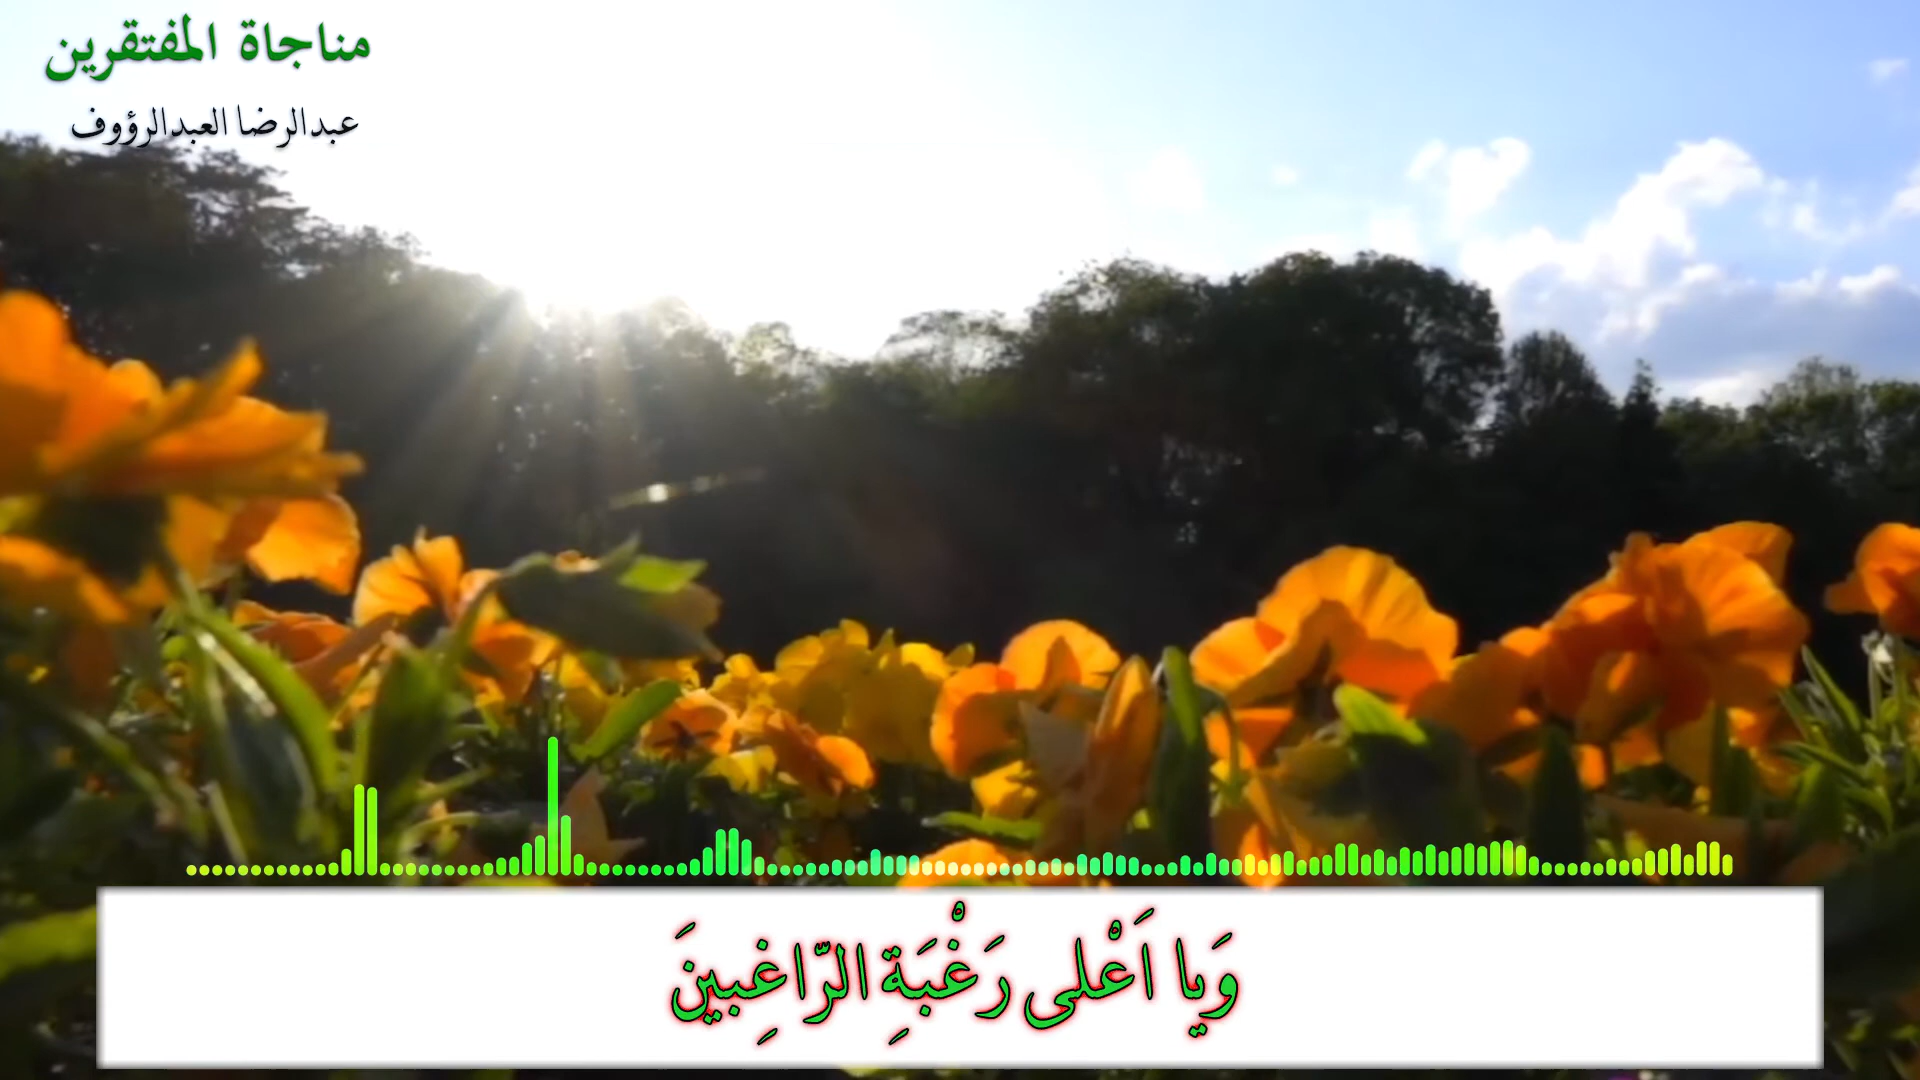 مناجاة المفتقرين
عبدالرضا العبدالرؤوف
وَيا اَعْلى رَغْبَةِ الرّاغِبينَ